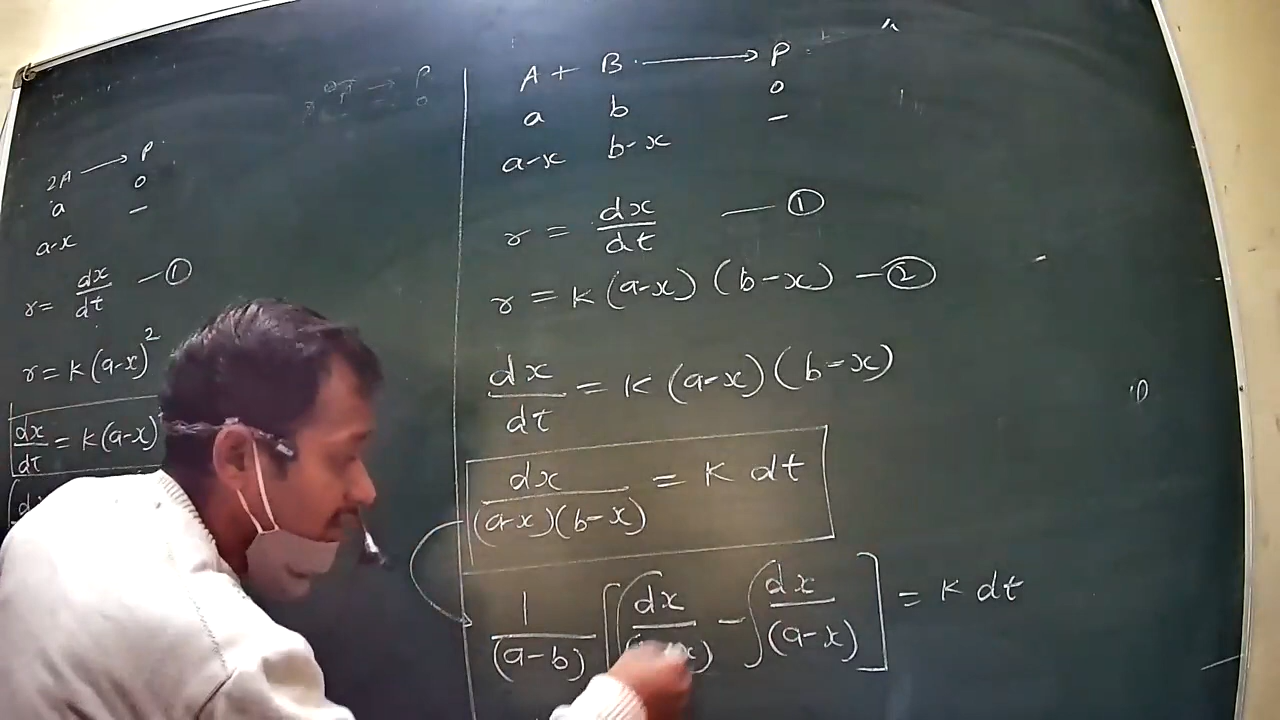 2A ⟶ P
a 0
a-x —
r = dx/dt — ①
r = K(a-x)²
dx/dt = K(a-x)
A + B ⟶ P
a b 0
a-x b-x —
r = dx/dt — ①
r = K(a-x)(b-x) — ②
dx/dt = K(a-x)(b-x)
dx/(a-x)(b-x) = K dt
1/(a-b) [∫dx/ x) - ∫dx/(a-x)] = K dt